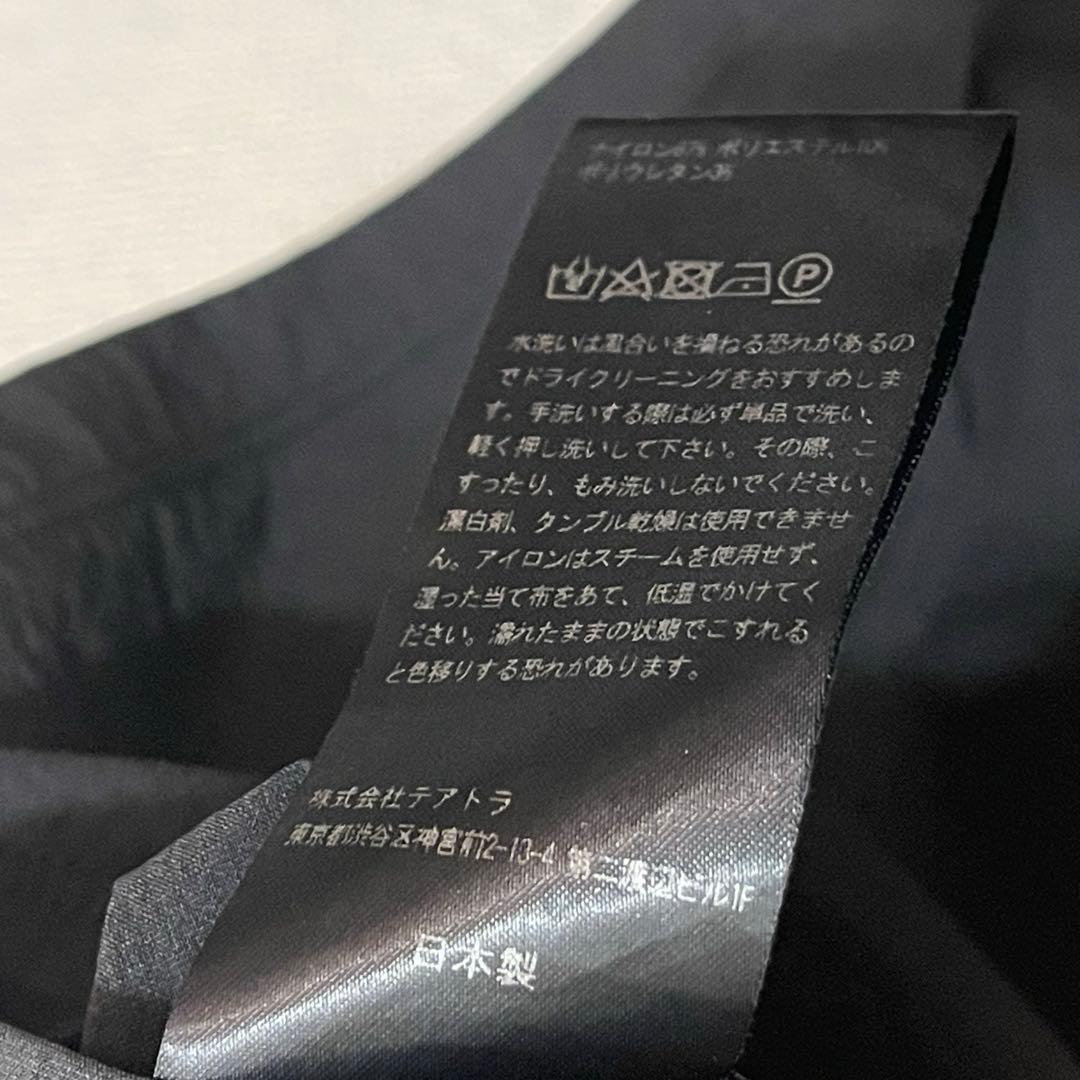 ナイロン87% ポリエステル10%
ポリウレタン3%
P
水洗いは風合いを損ねる恐れがあるの
でドライクリーニングをおすすめしま
す。手洗いする際は必ず単品で洗い、
軽く押し洗いして下さい。その際、こ
すったり、もみ洗いしないでください。
漂白剤、タンブル乾燥は使用できませ
ん。アイロンはスチームを使用せず、
湿った当て布をあて、低温でかけてく
ださい。濡れたままの状態でこすれる
と色移りする恐れがあります。
株式会社テアトラ
東京都渋谷区神宮前2-13-4 第二渡辺ビル1F
日本製